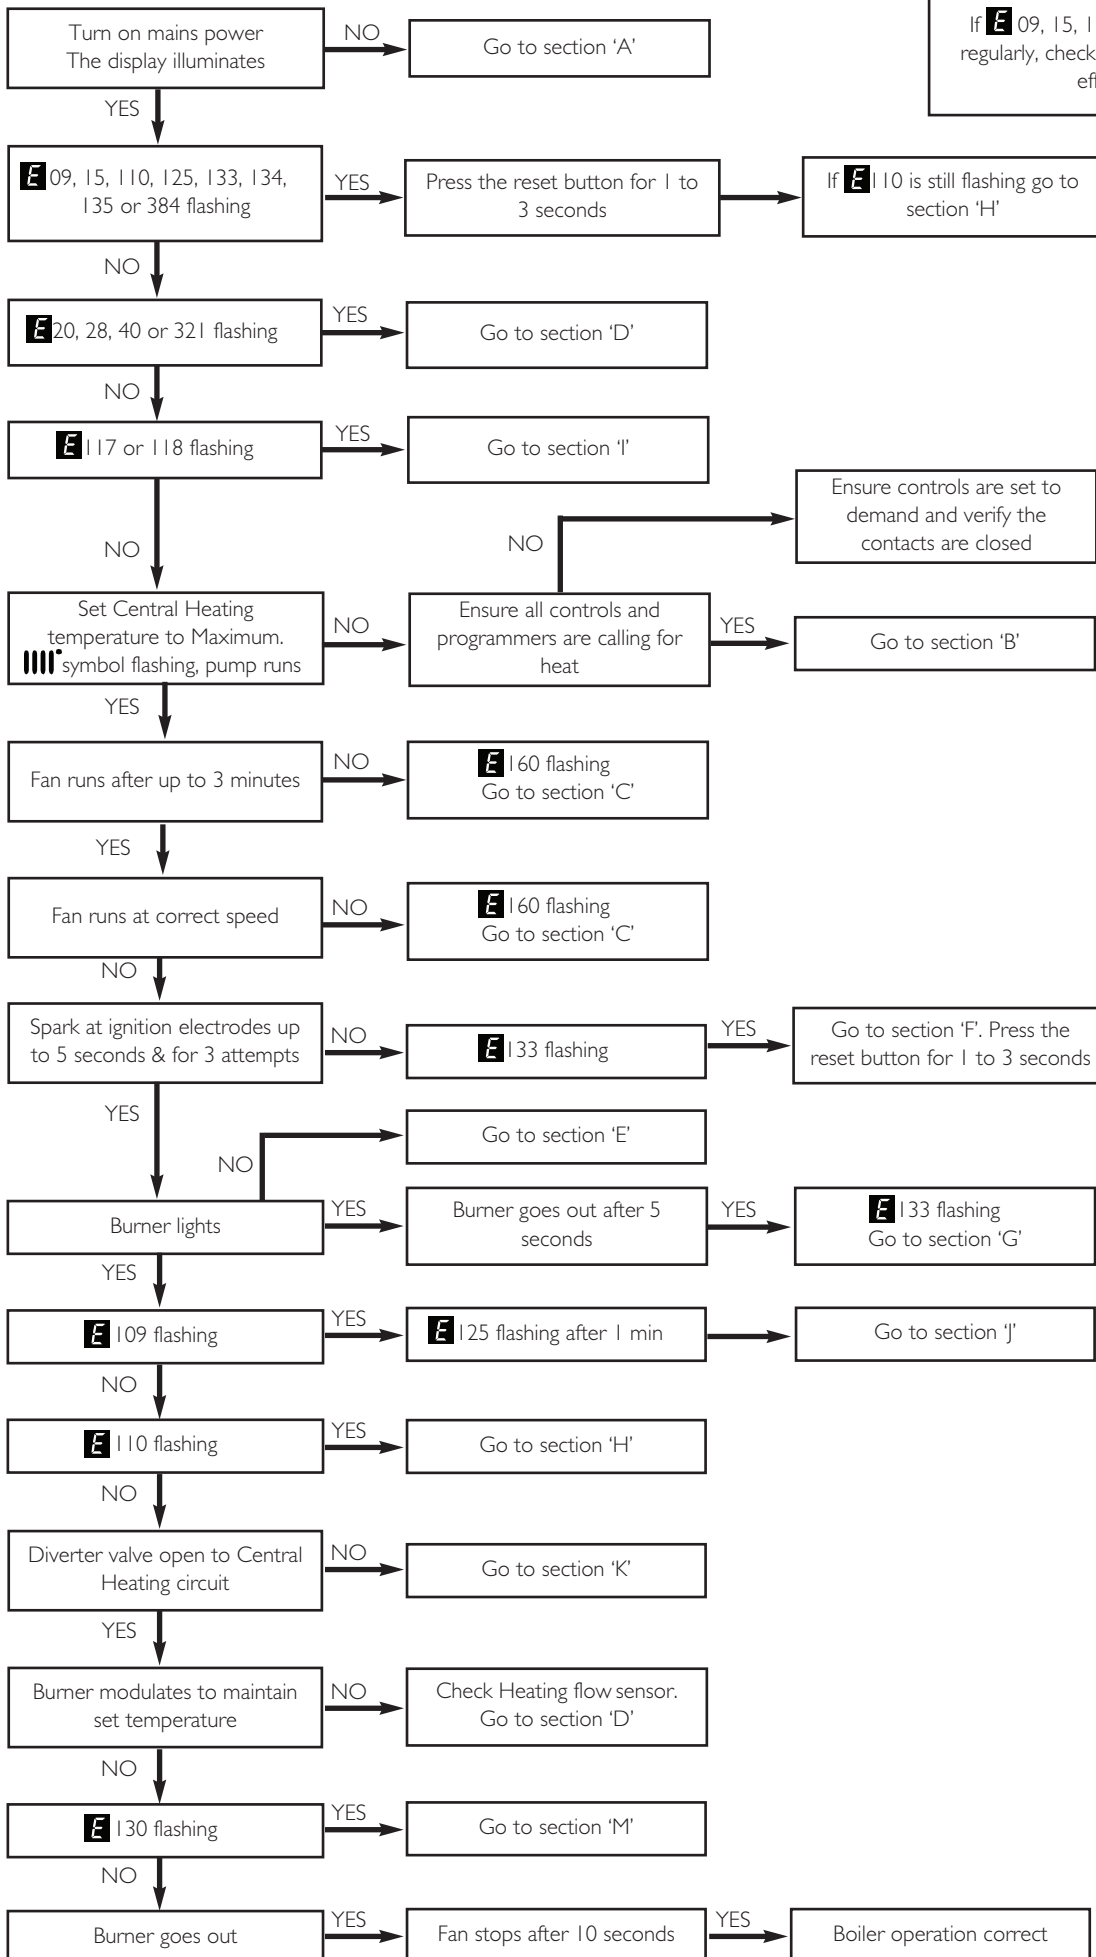 Turn on mains power
The display illuminates
NO
Go to section ‘A’
If E 09, 15, 1
regularly, check
eff
YES
E 09, 15, 110, 125, 133, 134,
135 or 384 flashing
YES
Press the reset button for 1 to
3 seconds
If E 110 is still flashing go to
section ‘H’
NO
E 20, 28, 40 or 321 flashing
YES
Go to section ‘D’
NO
E 117 or 118 flashing
YES
Go to section ‘I’
NO
Ensure controls are set to
demand and verify the
contacts are closed
NO
Set Central Heating
temperature to Maximum.
symbol flashing, pump runs
NO
Ensure all controls and
programmers are calling for
heat
YES
Go to section ‘B’
YES
Fan runs after up to 3 minutes
NO
E 160 flashing
Go to section ‘C’
YES
Fan runs at correct speed
NO
E 160 flashing
Go to section ‘C’
NO
Spark at ignition electrodes up
to 5 seconds & for 3 attempts
NO
E 133 flashing
YES
Go to section ‘F’. Press the
reset button for 1 to 3 seconds
YES
Go to section ‘E’
NO
Burner lights
YES
Burner goes out after 5
seconds
YES
E 133 flashing
Go to section ‘G’
YES
E 109 flashing
YES
E 125 flashing after 1 min
Go to section ‘J’
NO
E 110 flashing
YES
Go to section ‘H’
NO
Diverter valve open to Central
Heating circuit
NO
Go to section ‘K’
YES
Burner modulates to maintain
set temperature
NO
Check Heating flow sensor.
Go to section ‘D’
NO
E 130 flashing
YES
Go to section ‘M’
NO
Burner goes out
YES
Fan stops after 10 seconds
YES
Boiler operation correct